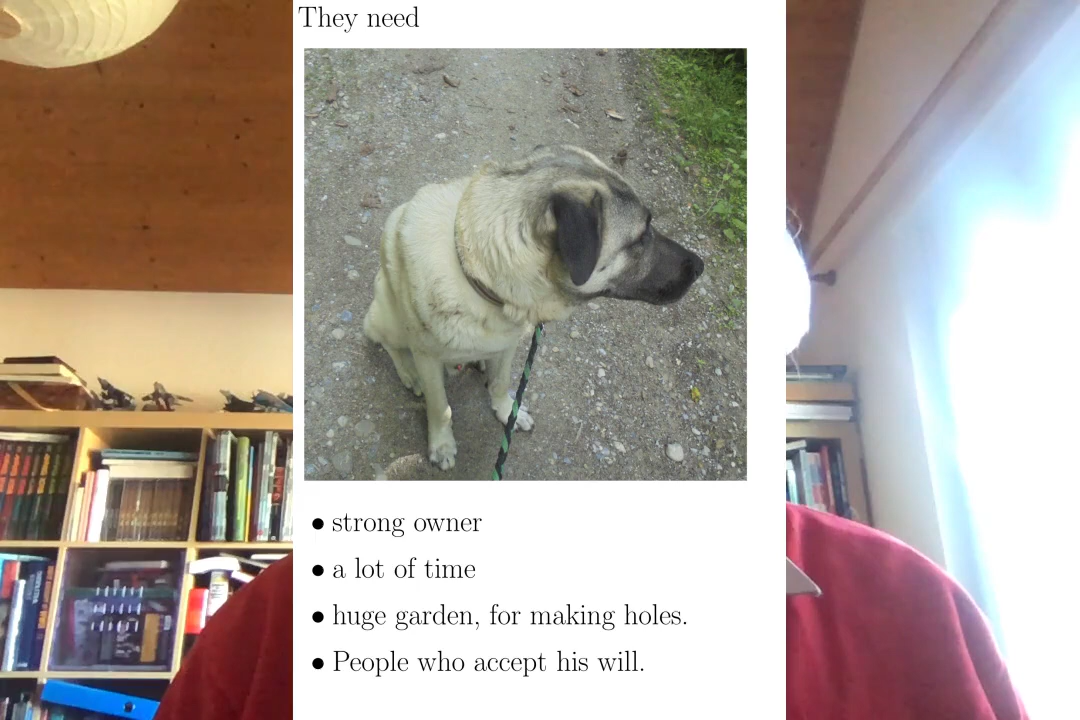 They need
• strong owner
• a lot of time
• huge garden, for making holes.
• People who accept his will.